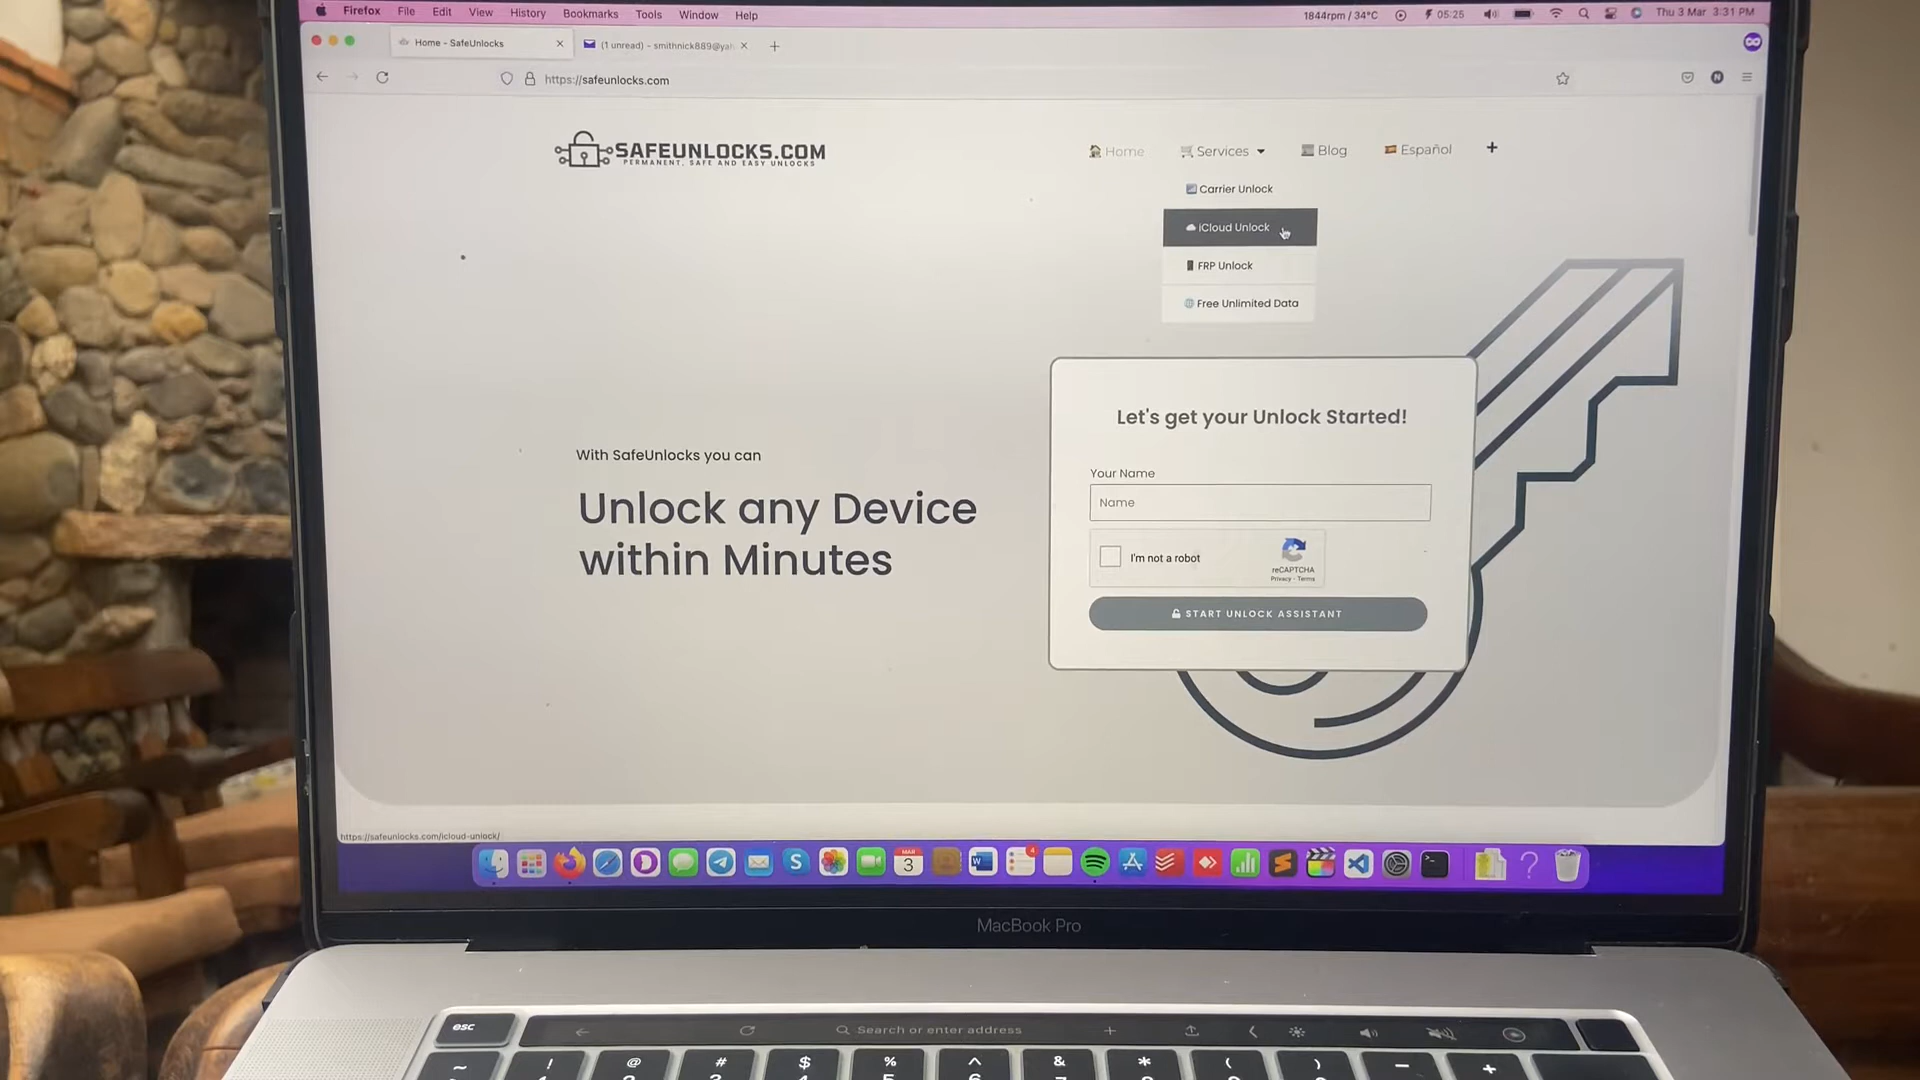 Firefox File Edit View History Bookmarks Tools Window Help 1844rpm / 34°C 05:25 Thu 3 Mar 3:31 PM
Home - SafeUnlocks (1 unread) - smithnick889@ya
https://safeunlocks.com
SAFEUNLOCKS.COM
PERMANENT, SAFE AND EASY UNLOCKS
Home Services Blog Español +
Carrier Unlock
iCloud Unlock
FRP Unlock
Free Unlimited Data
Let's get your Unlock Started!
With SafeUnlocks you can
Your Name
Unlock any Device
Name
within Minutes
I'm not a robot
reCAPTCHA
Privacy - Terms
START UNLOCK ASSISTANT
https://safeunlocks.com/icloud-unlock/
MAR
3
4
MacBook Pro
esc Search or enter address
~ ! @ # $ % ^ & * ( ) — +